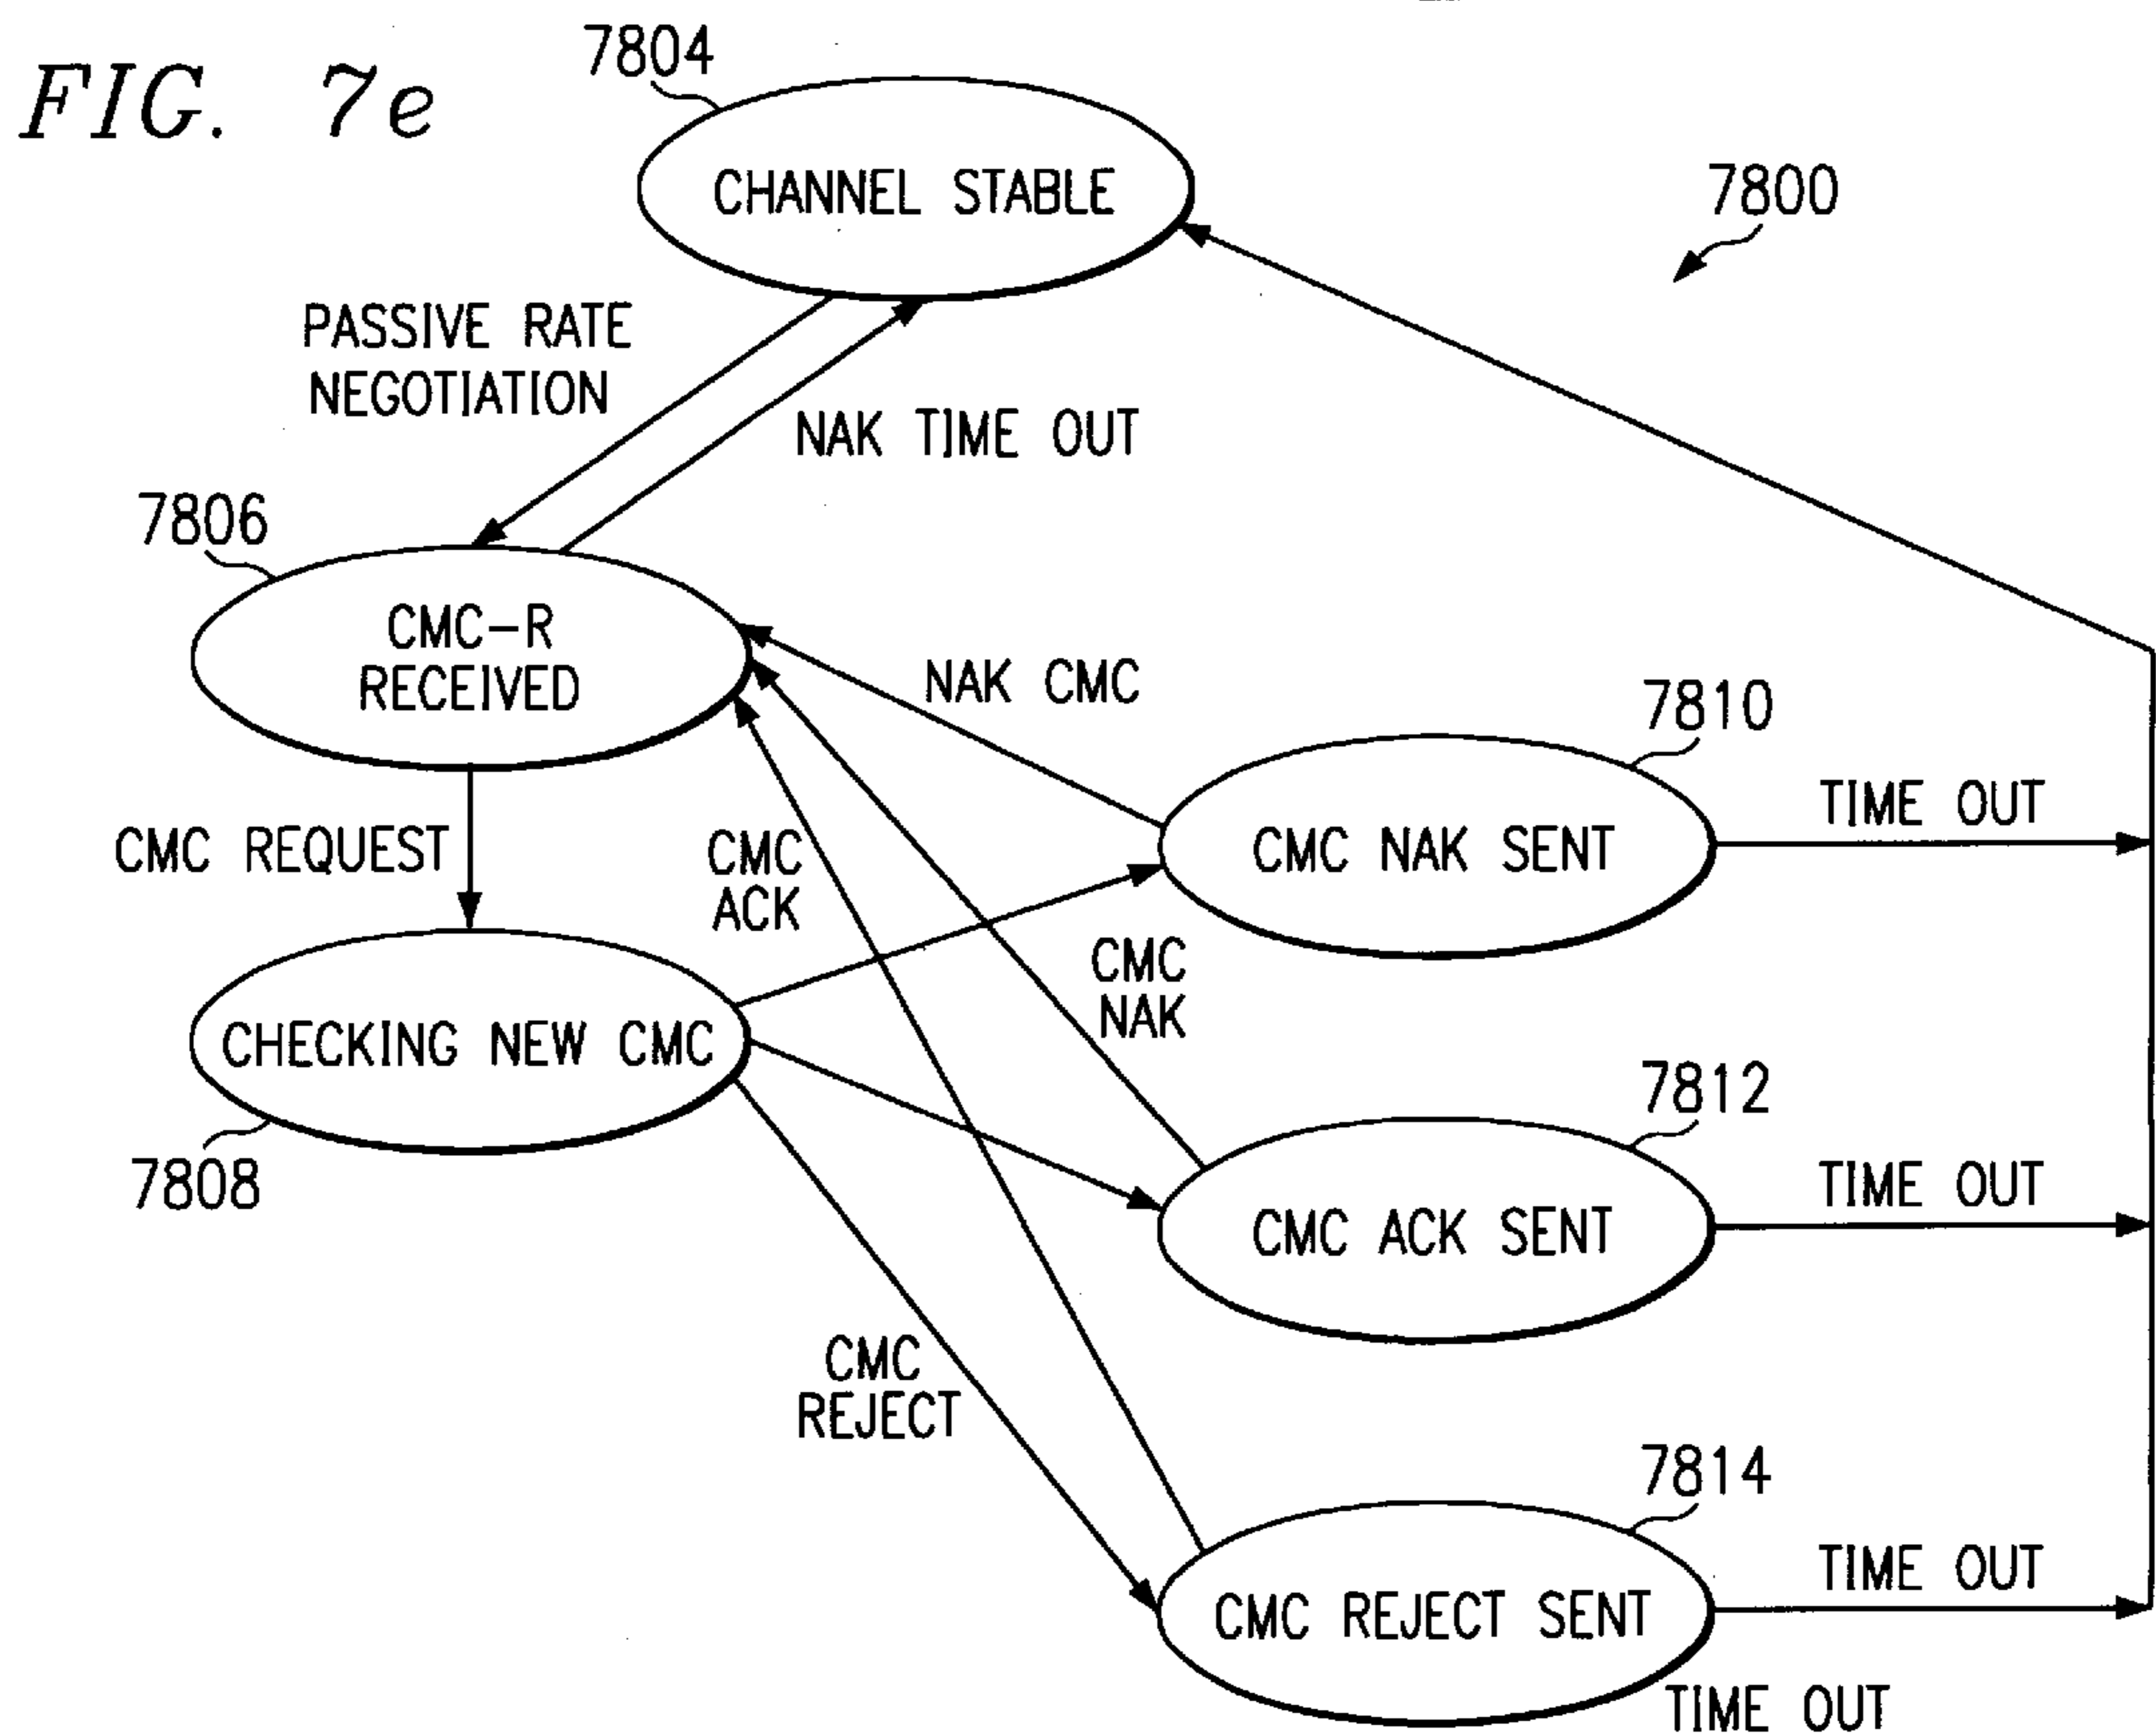 FIG. 7e
7804
CHANNEL STABLE
7800
PASSIVE RATE
NEGOTIATION
NAK TIME OUT
7806
CMC-R
RECEIVED
NAK CMC
7810
CMC REQUEST
CMC
ACK
CMC NAK SENT
TIME OUT
CMC
NAK
CHECKING NEW CMC
7808
7812
CMC ACK SENT
TIME OUT
CMC
REJECT
7814
CMC REJECT SENT
TIME OUT
TIME OUT